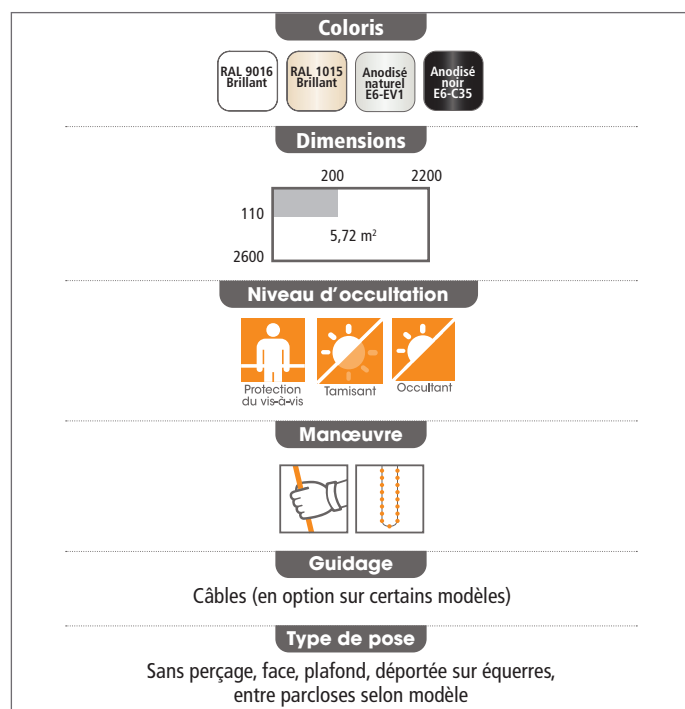 Coloris
RAL 9016
Brillant
RAL 1015
Brillant
Anodisé
naturel
E6-EV1
Anodisé
noir
E6-C35
Dimensions
200
2200
110
5,72 m²
2600
Niveau d'occultation
Protection
du vis-à-vis
Tamisant
Occultant
Manœuvre
Guidage
Câbles (en option sur certains modèles)
Type de pose
Sans perçage, face, plafond, déportée sur équerres,
entre parcloses selon modèle